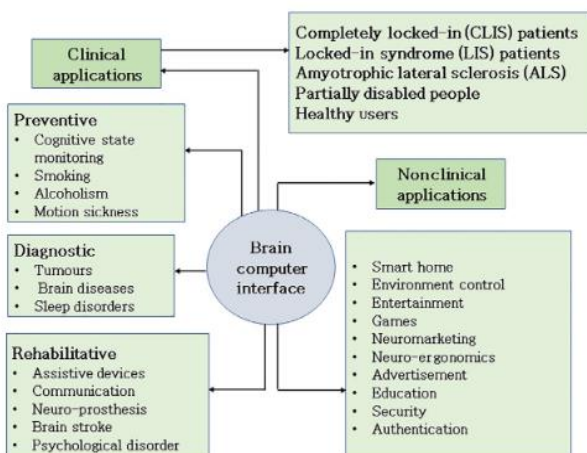 Clinical
applications
Completely locked-in (CLIS) patients
Locked-in syndrome (LIS) patients
Amyotrophic lateral sclerosis (ALS)
Partially disabled people
Healthy users
Preventive
• Cognitive state
monitoring
• Smoking
• Alcoholism
• Motion sickness
Nonclinical
applications
Diagnostic
• Tumours
• Brain diseases
• Sleep disorders
Brain
computer
interface
• Smart home
• Environment control
• Entertainment
• Games
• Neuromarketing
• Neuro-ergonomics
• Advertisement
• Education
• Security
• Authentication
Rehabilitative
• Assistive devices
• Communication
• Neuro-prosthesis
• Brain stroke
• Psychological disorder